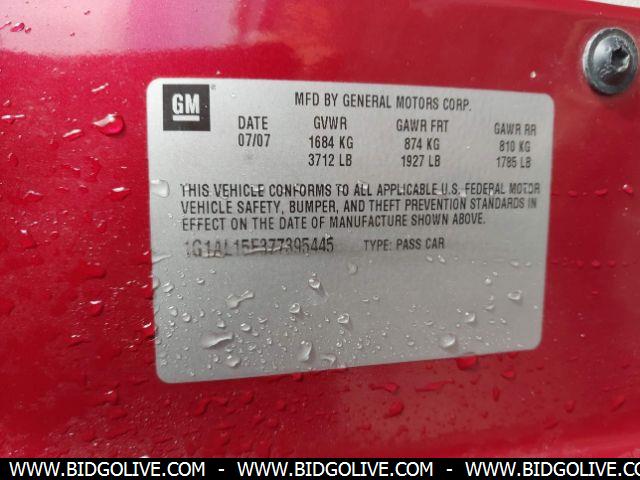 GM
MFD BY GENERAL MOTORS CORP.
DATE GVWR GAWR FRT GAWR RR
07/07 1684 KG 874 KG 810 KG
3712 LB 1927 LB 1785 LB
THIS VEHICLE CONFORMS TO ALL APPLICABLE U.S. FEDERAL MOTOR
VEHICLE SAFETY, BUMPER, AND THEFT PREVENTION STANDARDS IN
EFFECT ON THE DATE OF MANUFACTURE SHOWN ABOVE.
1G1AL15F377395445 TYPE: PASS CAR
WWW.BIDGOLIVE.COM - WWW.BIDGOLIVE.COM - WWW.BIDGOLIVE.COM